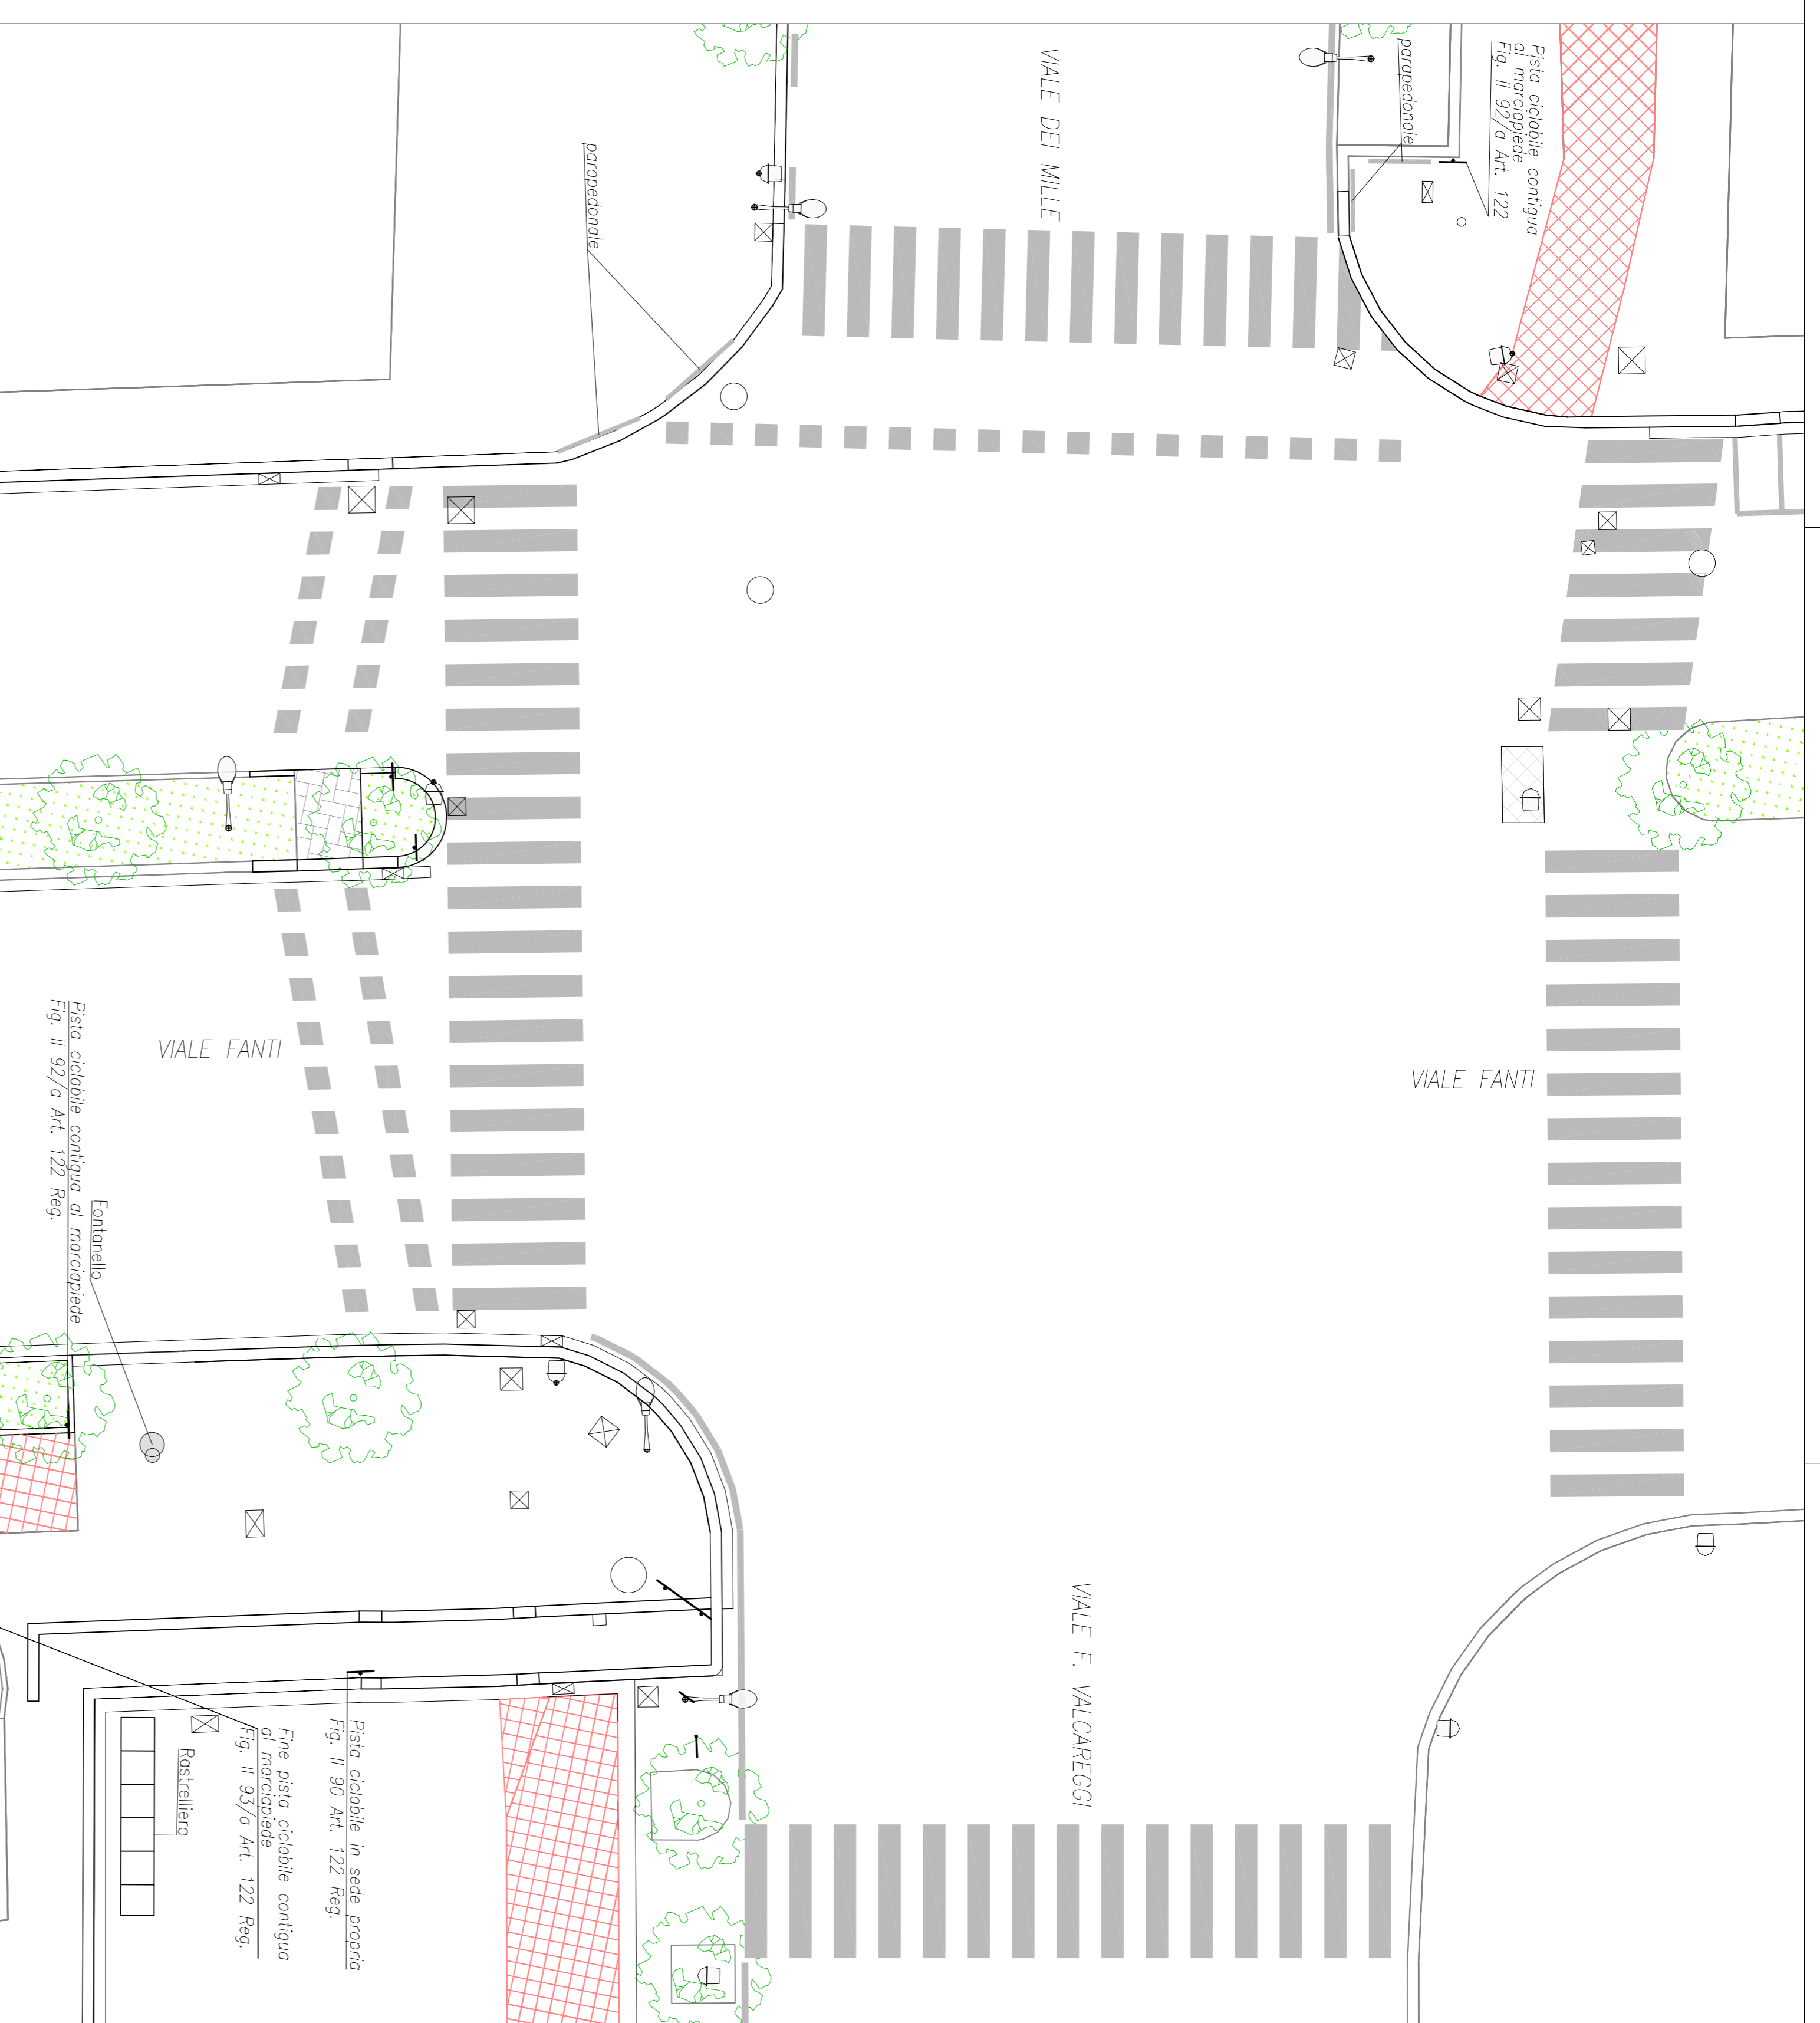 Pista ciclabile contigua
al marciapiede
Fig. II 92/a Art. 122
parapedonale
VIALE DEI MILLE
parapedonale
VIALE FANTI
VIALE FANTI
Pista ciclabile contigua al marciapiede
Fig. II 92/a Art. 122 Reg.
Fontanello
VIALE F. VALCAREGGI
Pista ciclabile in sede propria
Fig. II 90 Art. 122 Reg.
Fine pista ciclabile contigua
al marciapiede
Fig. II 93/a Art. 122 Reg.
Rastrelliera